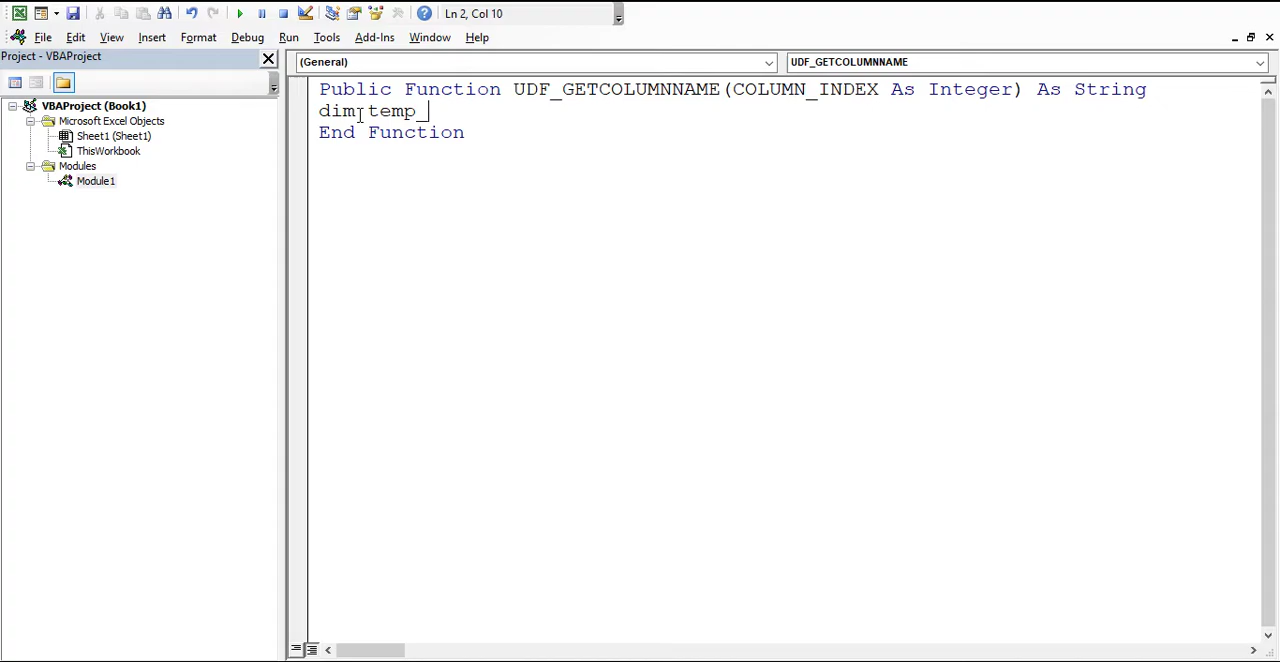 Ln 2, Col 10
File Edit View Insert Format Debug Run Tools Add-Ins Window Help
Project - VBAProject
(General)
UDF_GETCOLUMNNAME
VBAProject (Book1)
Microsoft Excel Objects
Sheet1 (Sheet1)
ThisWorkbook
Modules
Module1
Public Function UDF_GETCOLUMNNAME(COLUMN_INDEX As Integer) As String
dim temp_
End Function